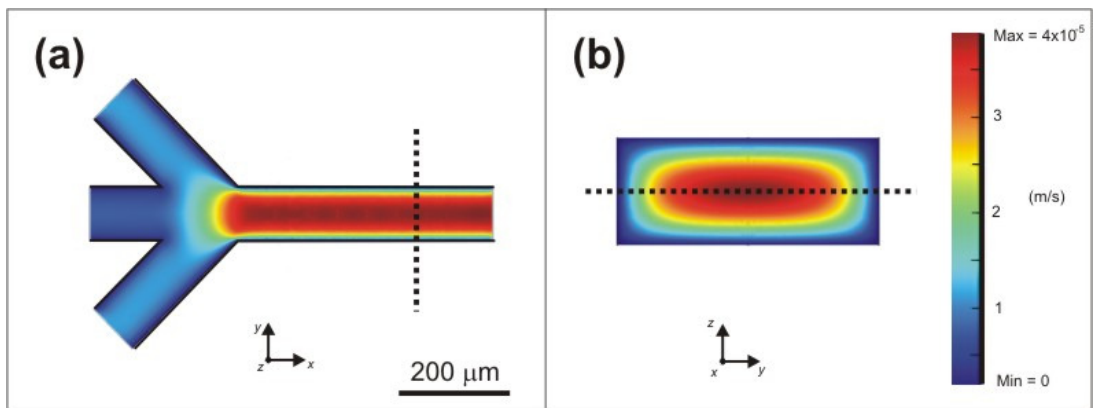 (a)
y
z
x
200 μm
(b)
z
x
y
Max = 4x10⁻⁵
3
(m/s)
2
1
Min = 0